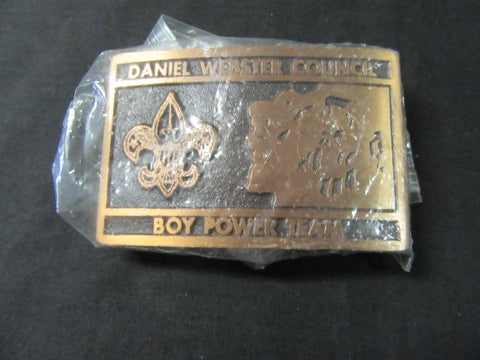 DANIEL WEBSTER COUNCIL
BOY POWER TEAM